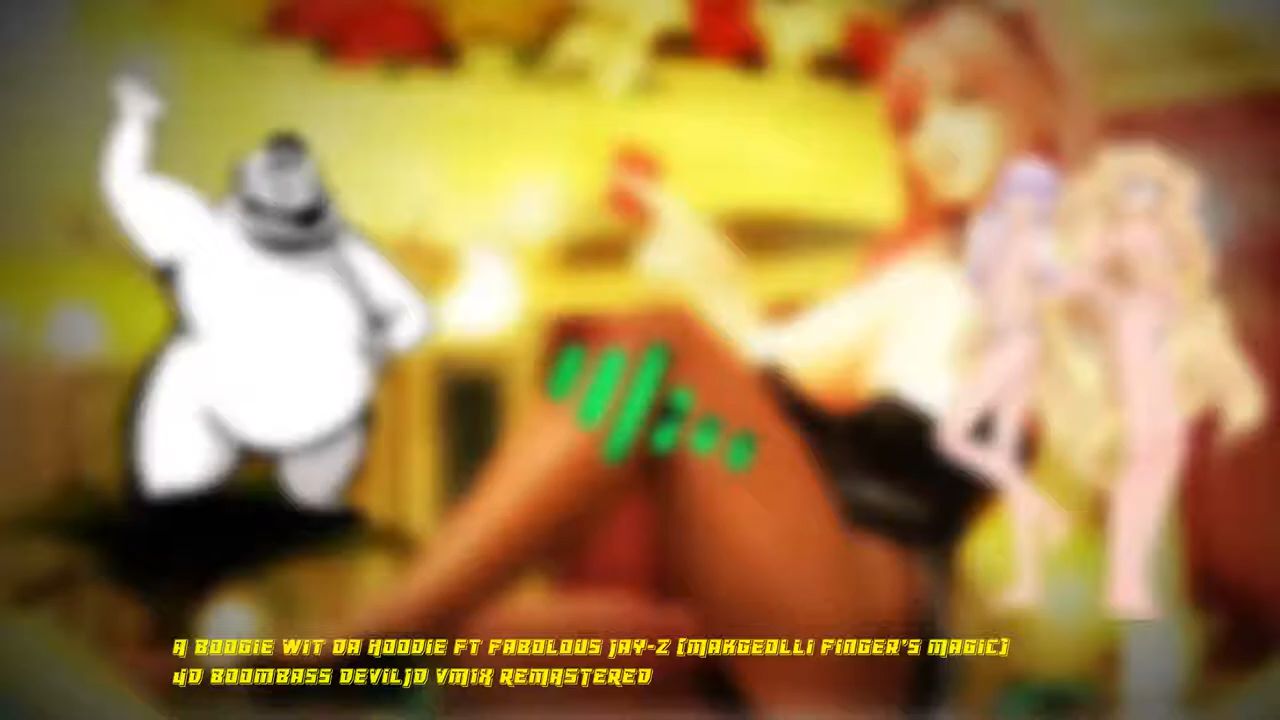 A BOOGIE WIT DA HOODIE FT FABOLOUS JAY-Z [MAKGEOLLI FINGER'S MAGIC]
4D BOOMBASS DEVILJD VMIX REMASTERED